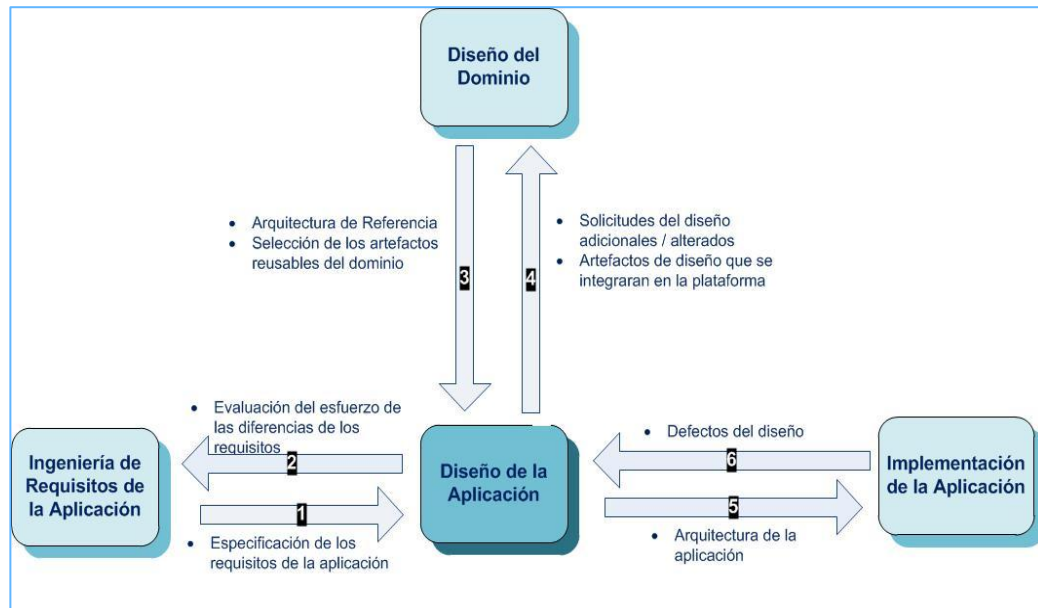 Diseño del
Dominio
• Arquitectura de Referencia
• Selección de los artefactos
reusables del dominio
3
4
• Solicitudes del diseño
adicionales / alterados
• Artefactos de diseño que se
integraran en la plataforma
• Evaluación del esfuerzo de
las diferencias de los
requisitos
2
1
• Especificación de los
requisitos de la aplicación
Ingeniería de
Requisitos de
la Aplicación
Diseño de la
Aplicación
• Defectos del diseño
6
5
• Arquitectura de la
aplicación
Implementación
de la Aplicación